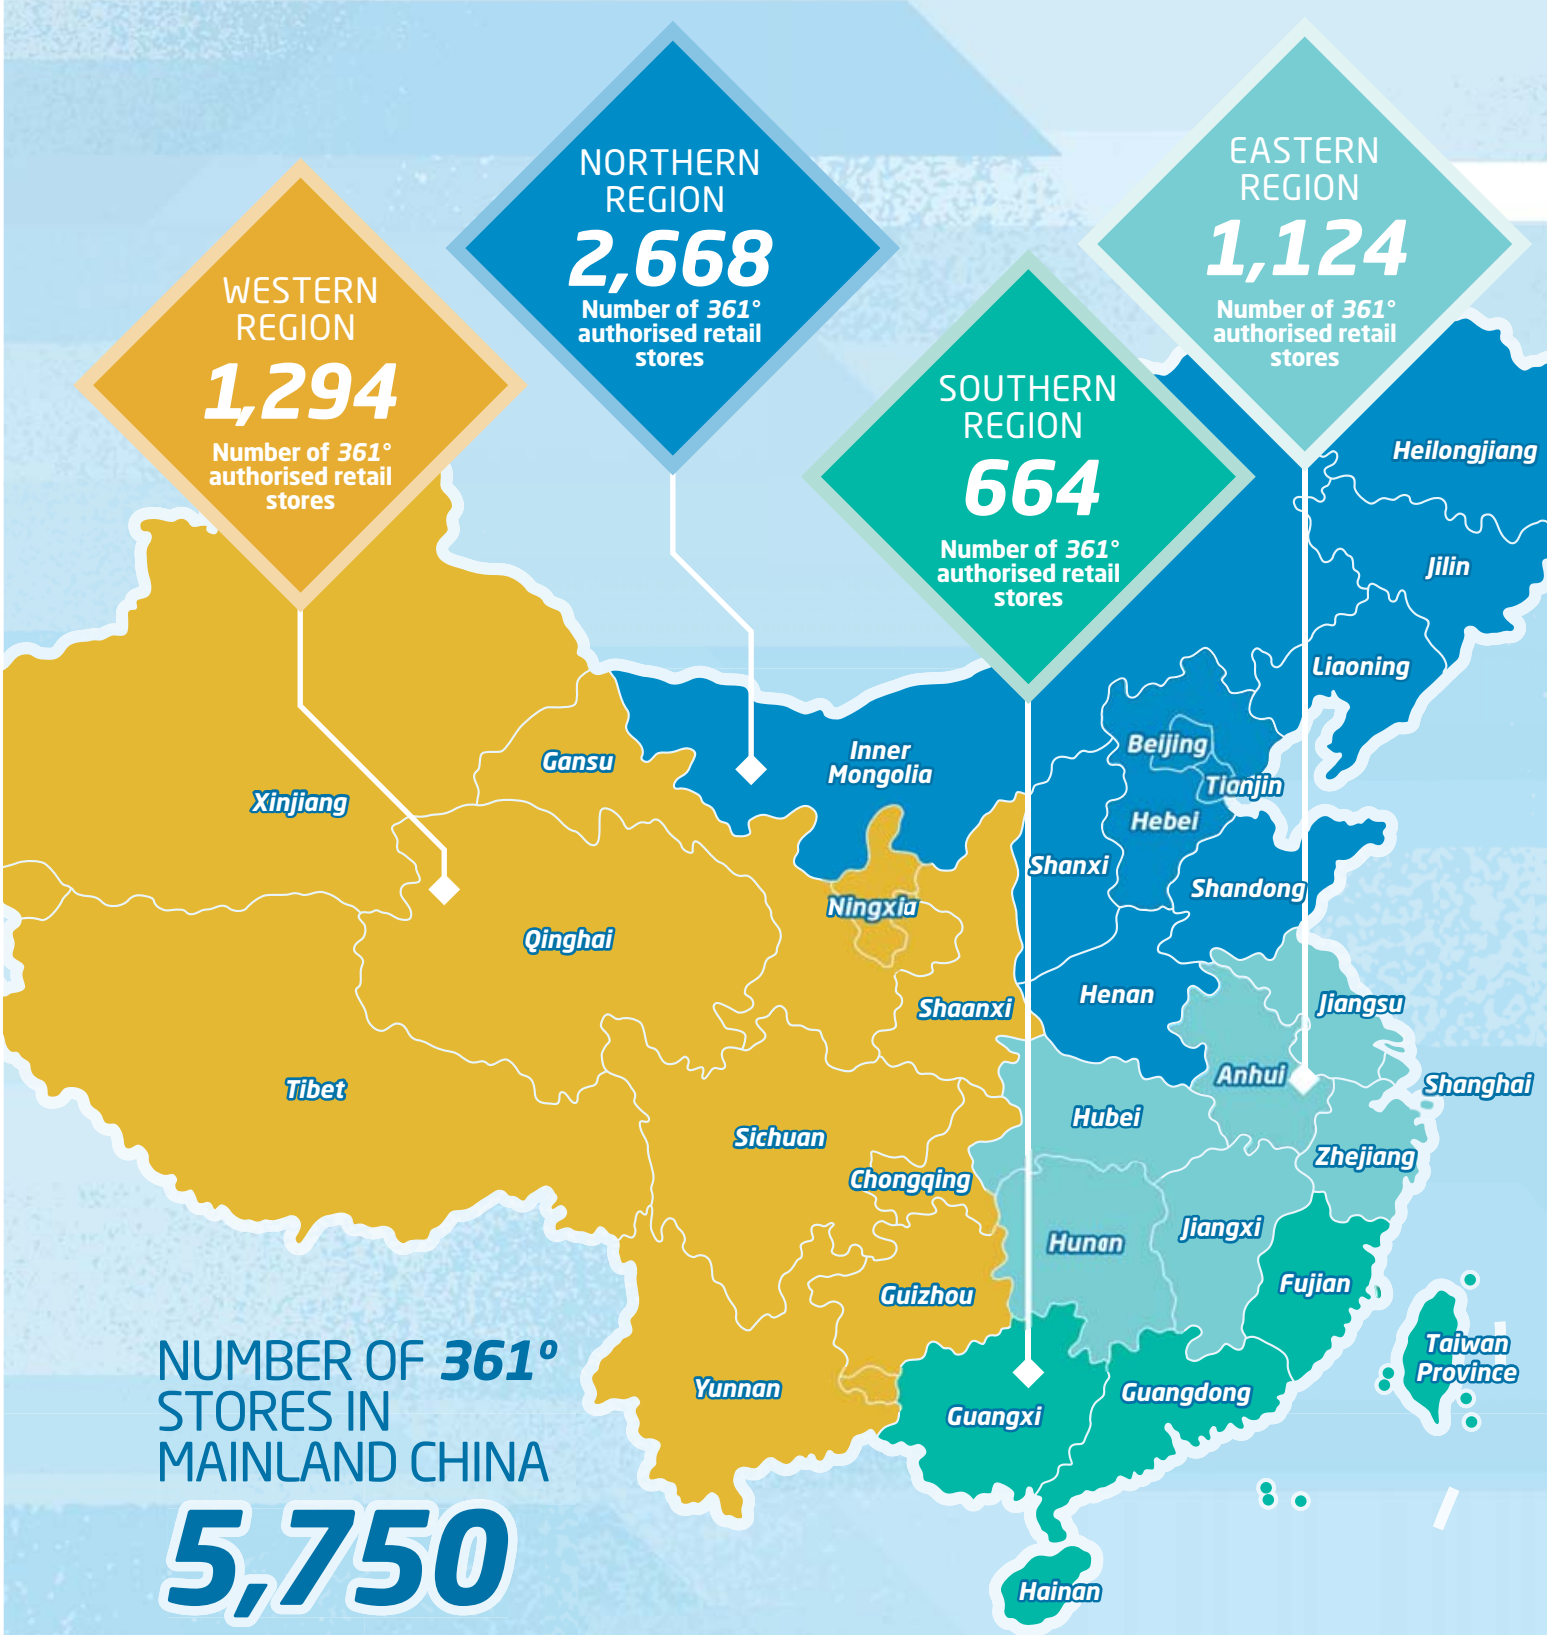 NORTHERN
REGION
2,668
Number of 361°
authorised retail
stores
EASTERN
REGION
1,124
Number of 361°
authorised retail
stores
WESTERN
REGION
1,294
Number of 361°
authorised retail
stores
SOUTHERN
REGION
664
Number of 361°
authorised retail
stores
Heilongjiang
Jilin
Liaoning
Inner
Mongolia
Beijing
Tianjin
Hebei
Gansu
Xinjiang
Shanxi
Shandong
Ningxia
Qinghai
Henan
Shaanxi
Jiangsu
Anhui
Shanghai
Tibet
Hubei
Sichuan
Zhejiang
Chongqing
Jiangxi
Hunan
Fujian
Guizhou
Taiwan
Province
Yunnan
Guangdong
Guangxi
Hainan
NUMBER OF 361°
STORES IN
MAINLAND CHINA
5,750